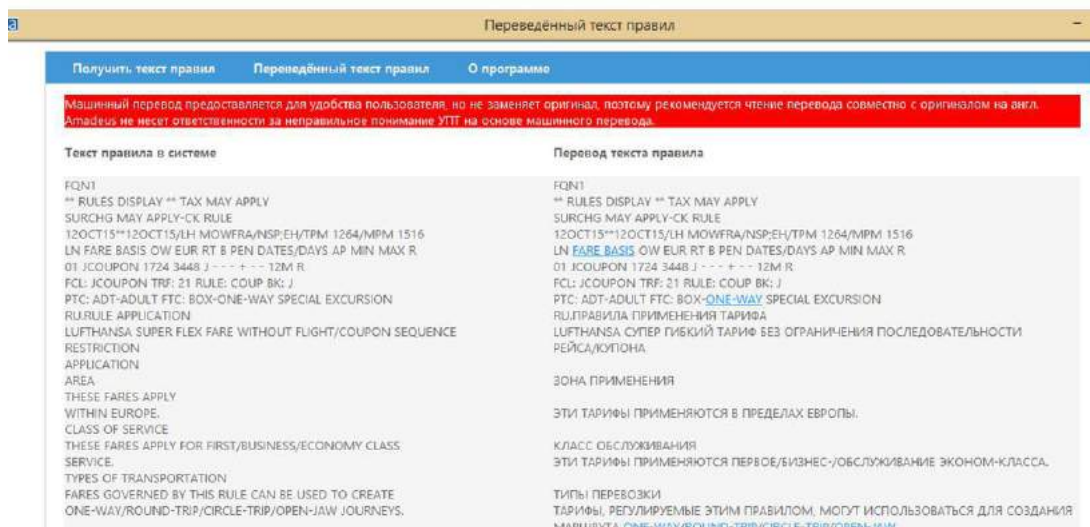 a
Переведённый текст правил
Получить текст правил Переведённый текст правил О программе
Машинный перевод предоставляется для удобства пользователя, но не заменяет оригинал, поэтому рекомендуется чтение перевода совместно с оригиналом на англ.
Amadeus не несет ответственности за неправильное понимание УПТ на основе машинного перевода.
Текст правила в системе
FQN1
** RULES DISPLAY ** TAX MAY APPLY
SURCHG MAY APPLY-CK RULE
12OCT15**12OCT15/LH MOWFRA/NSP;EH/TPM 1264/MPM 1516
LN FARE BASIS OW EUR RT B PEN DATES/DAYS AP MIN MAX R
01 JCOUPON 1724 3448 J - - - + - - 12M R
FCL: JCOUPON TRF: 21 RULE: COUP BK: J
PTC: ADT-ADULT FTC: BOX-ONE-WAY SPECIAL EXCURSION
RU.RULE APPLICATION
LUFTHANSA SUPER FLEX FARE WITHOUT FLIGHT/COUPON SEQUENCE
RESTRICTION
APPLICATION
AREA
THESE FARES APPLY
WITHIN EUROPE.
CLASS OF SERVICE
THESE FARES APPLY FOR FIRST/BUSINESS/ECONOMY CLASS
SERVICE.
TYPES OF TRANSPORTATION
FARES GOVERNED BY THIS RULE CAN BE USED TO CREATE
ONE-WAY/ROUND-TRIP/CIRCLE-TRIP/OPEN-JAW JOURNEYS.
Перевод текста правила
FQN1
** RULES DISPLAY ** TAX MAY APPLY
SURCHG MAY APPLY-CK RULE
12OCT15**12OCT15/LH MOWFRA/NSP;EH/TPM 1264/MPM 1516
LN FARE BASIS OW EUR RT B PEN DATES/DAYS AP MIN MAX R
01 JCOUPON 1724 3448 J - - - + - - 12M R
FCL: JCOUPON TRF: 21 RULE: COUP BK: J
PTC: ADT-ADULT FTC: BOX-ONE-WAY SPECIAL EXCURSION
RU.ПРАВИЛА ПРИМЕНЕНИЯ ТАРИФА
LUFTHANSA СУПЕР ГИБКИЙ ТАРИФ БЕЗ ОГРАНИЧЕНИЯ ПОСЛЕДОВАТЕЛЬНОСТИ
РЕЙСА/КУПОНА
ЗОНА ПРИМЕНЕНИЯ
ЭТИ ТАРИФЫ ПРИМЕНЯЮТСЯ В ПРЕДЕЛАХ ЕВРОПЫ.
КЛАСС ОБСЛУЖИВАНИЯ
ЭТИ ТАРИФЫ ПРИМЕНЯЮТСЯ ПЕРВОЕ/БИЗНЕС-/ОБСЛУЖИВАНИЕ ЭКОНОМ-КЛАССА.
ТИПЫ ПЕРЕВОЗКИ
ТАРИФЫ, РЕГУЛИРУЕМЫЕ ЭТИМ ПРАВИЛОМ, МОГУТ ИСПОЛЬЗОВАТЬСЯ ДЛЯ СОЗДАНИЯ
МАРШРУТА ONE-WAY/ROUND-TRIP/CIRCLE-TRIP/OPEN-JAW